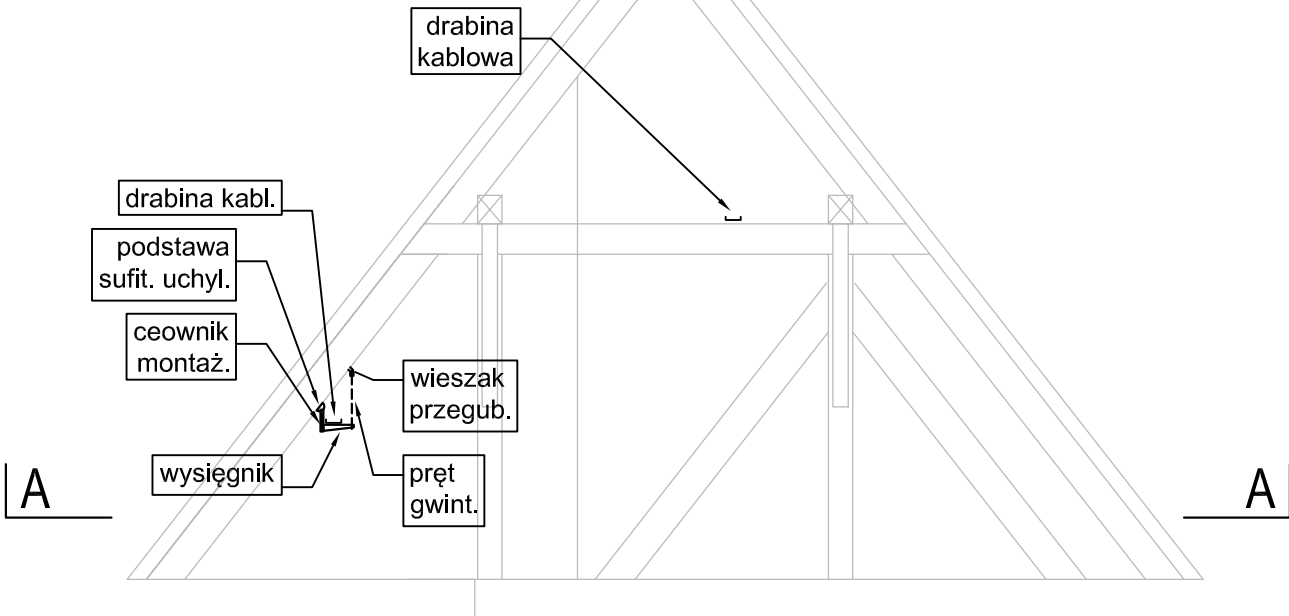 drabina
kablowa
drabina kabl.
podstawa
sufit. uchyl.
ceownik
montaż.
wieszak
przegub.
wysięgnik
pręt
gwint.
A
A